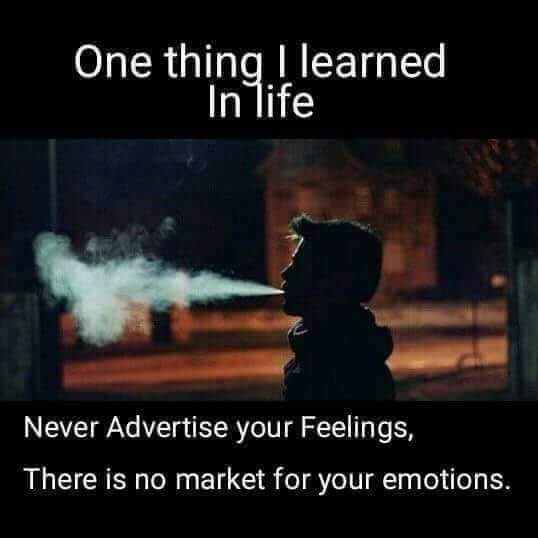 One thing I learned
In life
Never Advertise your Feelings,
There is no market for your emotions.